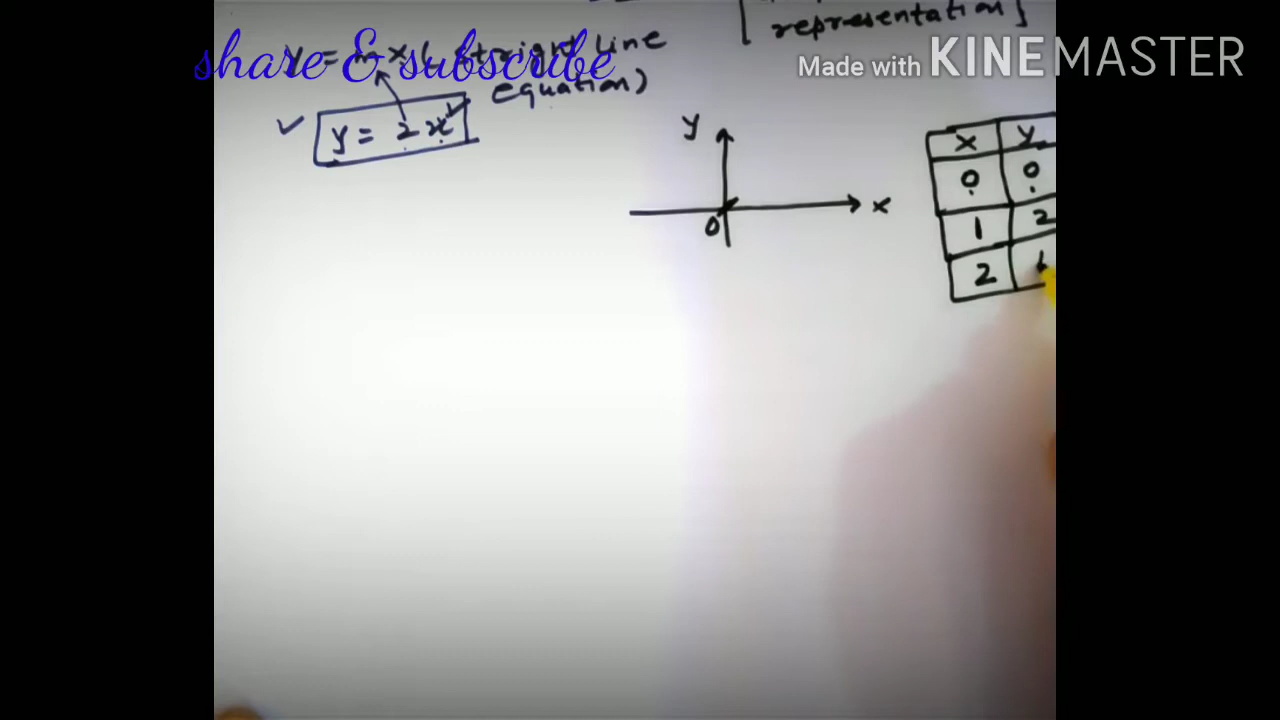 representation]
share & subscribe
Made with KINEMASTER
y = m x ( straight line
equation)
y = 2x
y
x
0
x y
0 0
1 2
2